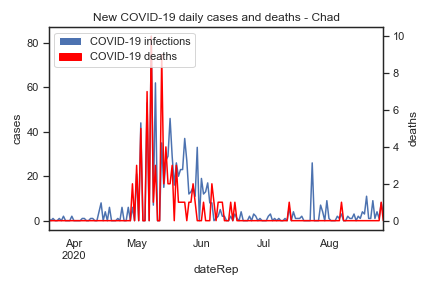 New COVID-19 daily cases and deaths - Chad
COVID-19 infections
COVID-19 deaths
cases
80
60
40
20
0
deaths
10
8
6
4
2
0
Apr
2020
May
Jun
Jul
Aug
dateRep